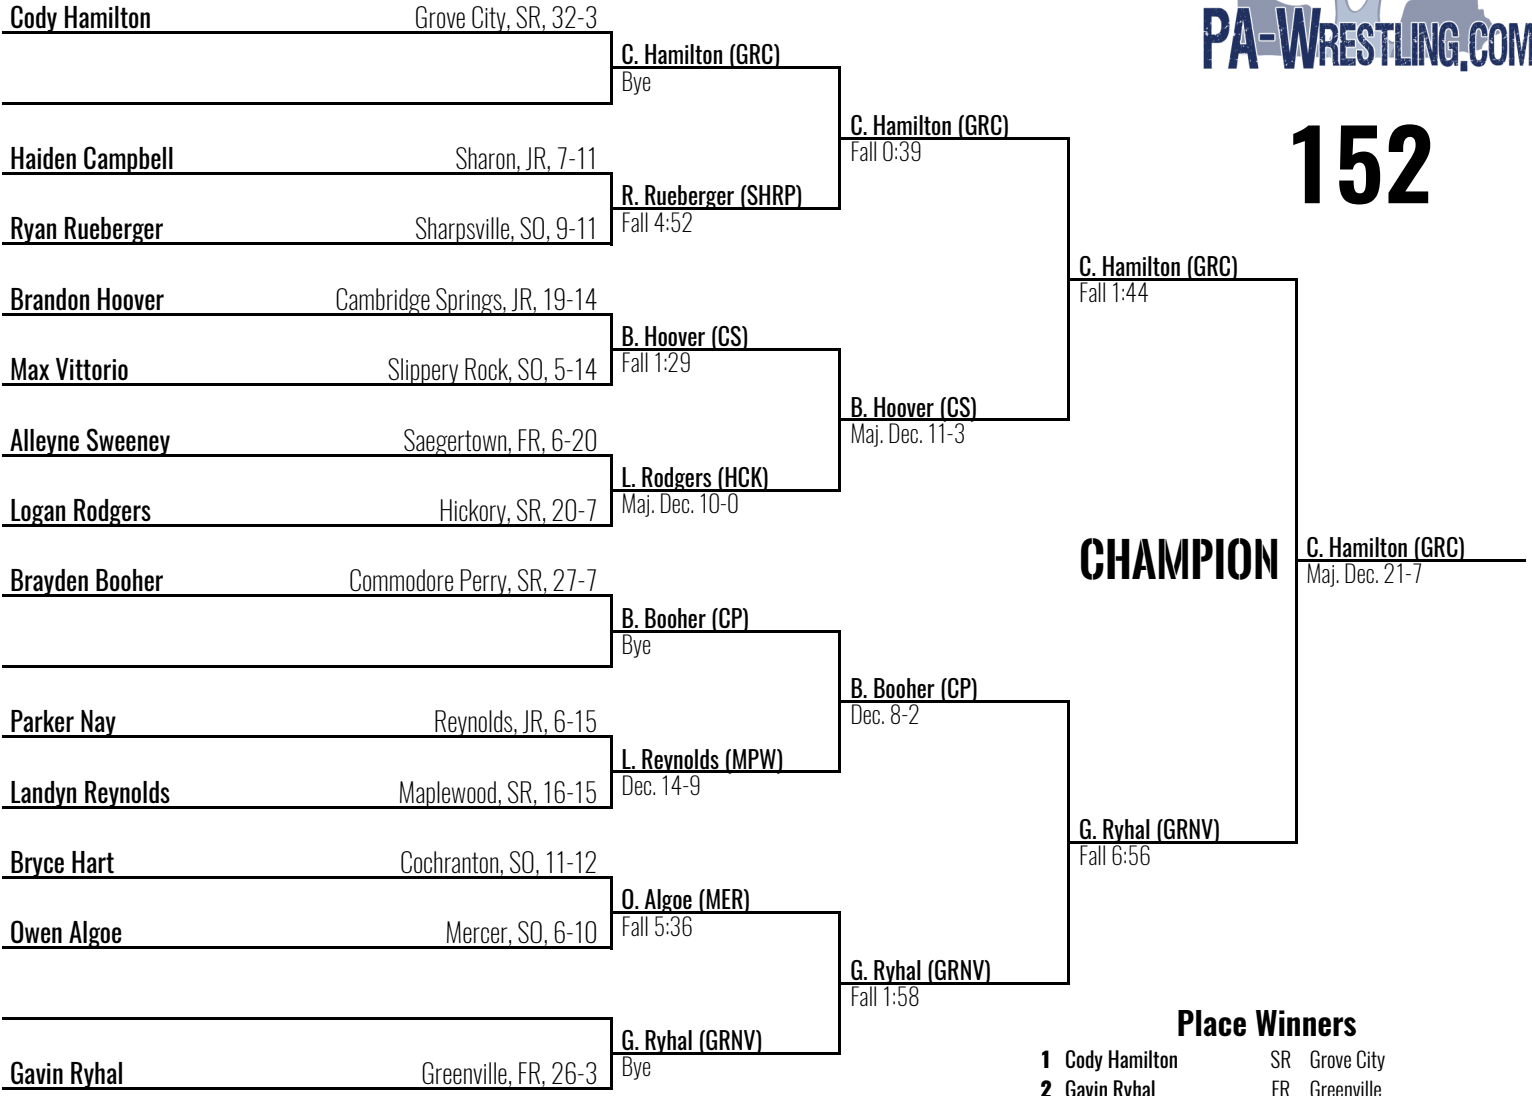 Cody Hamilton Grove City, SR, 32-3
C. Hamilton (GRC)
Bye
PA-WRESTLING.COM
152
C. Hamilton (GRC)
Fall 0:39
Haiden Campbell Sharon, JR, 7-11
R. Rueberger (SHRP)
Fall 4:52
Ryan Rueberger Sharpsville, SO, 9-11
C. Hamilton (GRC)
Fall 1:44
Brandon Hoover Cambridge Springs, JR, 19-14
B. Hoover (CS)
Fall 1:29
Max Vittorio Slippery Rock, SO, 5-14
B. Hoover (CS)
Maj. Dec. 11-3
Alleyne Sweeney Saegertown, FR, 6-20
L. Rodgers (HCK)
Maj. Dec. 10-0
Logan Rodgers Hickory, SR, 20-7
CHAMPION
C. Hamilton (GRC)
Maj. Dec. 21-7
Brayden Booher Commodore Perry, SR, 27-7
B. Booher (CP)
Bye
B. Booher (CP)
Dec. 8-2
Parker Nay Reynolds, JR, 6-15
L. Reynolds (MPW)
Dec. 14-9
Landyn Reynolds Maplewood, SR, 16-15
G. Ryhal (GRNV)
Fall 6:56
Bryce Hart Cochranton, SO, 11-12
O. Algoe (MER)
Fall 5:36
Owen Algoe Mercer, SO, 6-10
G. Ryhal (GRNV)
Fall 1:58
G. Ryhal (GRNV)
Bye
Gavin Ryhal Greenville, FR, 26-3
Place Winners
1 Cody Hamilton SR Grove City
2 Gavin Ryhal FR Greenville